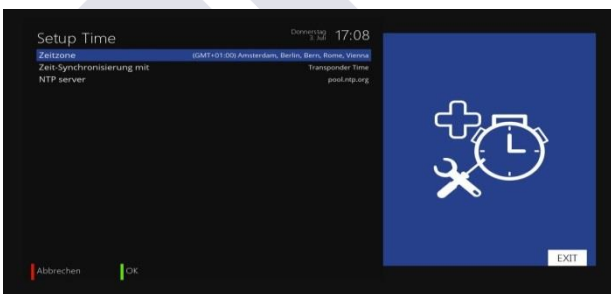 Setup Time
Donnerstag
3. Juli
17:08
Zeitzone (GMT+01:00) Amsterdam, Berlin, Bern, Rome, Vienna
Zeit-Synchronisierung mit Transponder Time
NTP server pool.ntp.org
EXIT
Abbrechen OK